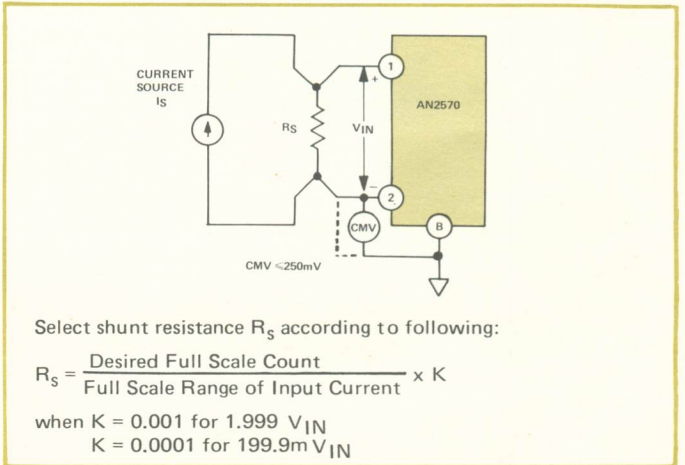 CURRENT
SOURCE
IS
RS
+
VIN
−
1
2
AN2570
B
CMV
CMV ≤250mV
Select shunt resistance Rs according to following:
Rs = Desired Full Scale Count
Full Scale Range of Input Current x K
when K = 0.001 for 1.999 VIN
K = 0.0001 for 199.9m VIN